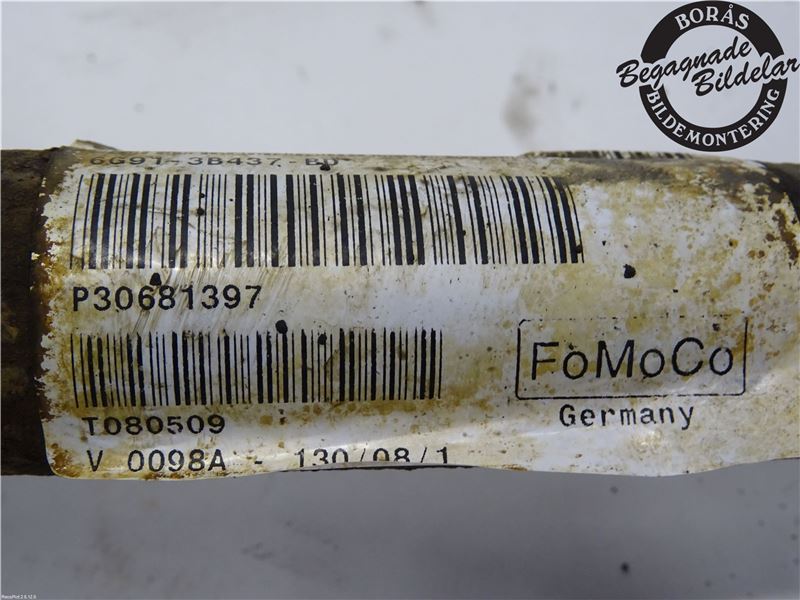 BORÅS
Begagnade
Bildelar
BILDEMONTERING
6G91-3B437-BD
P30681397
FoMoCo
Germany
T080509
V 0098A - 130/08/1